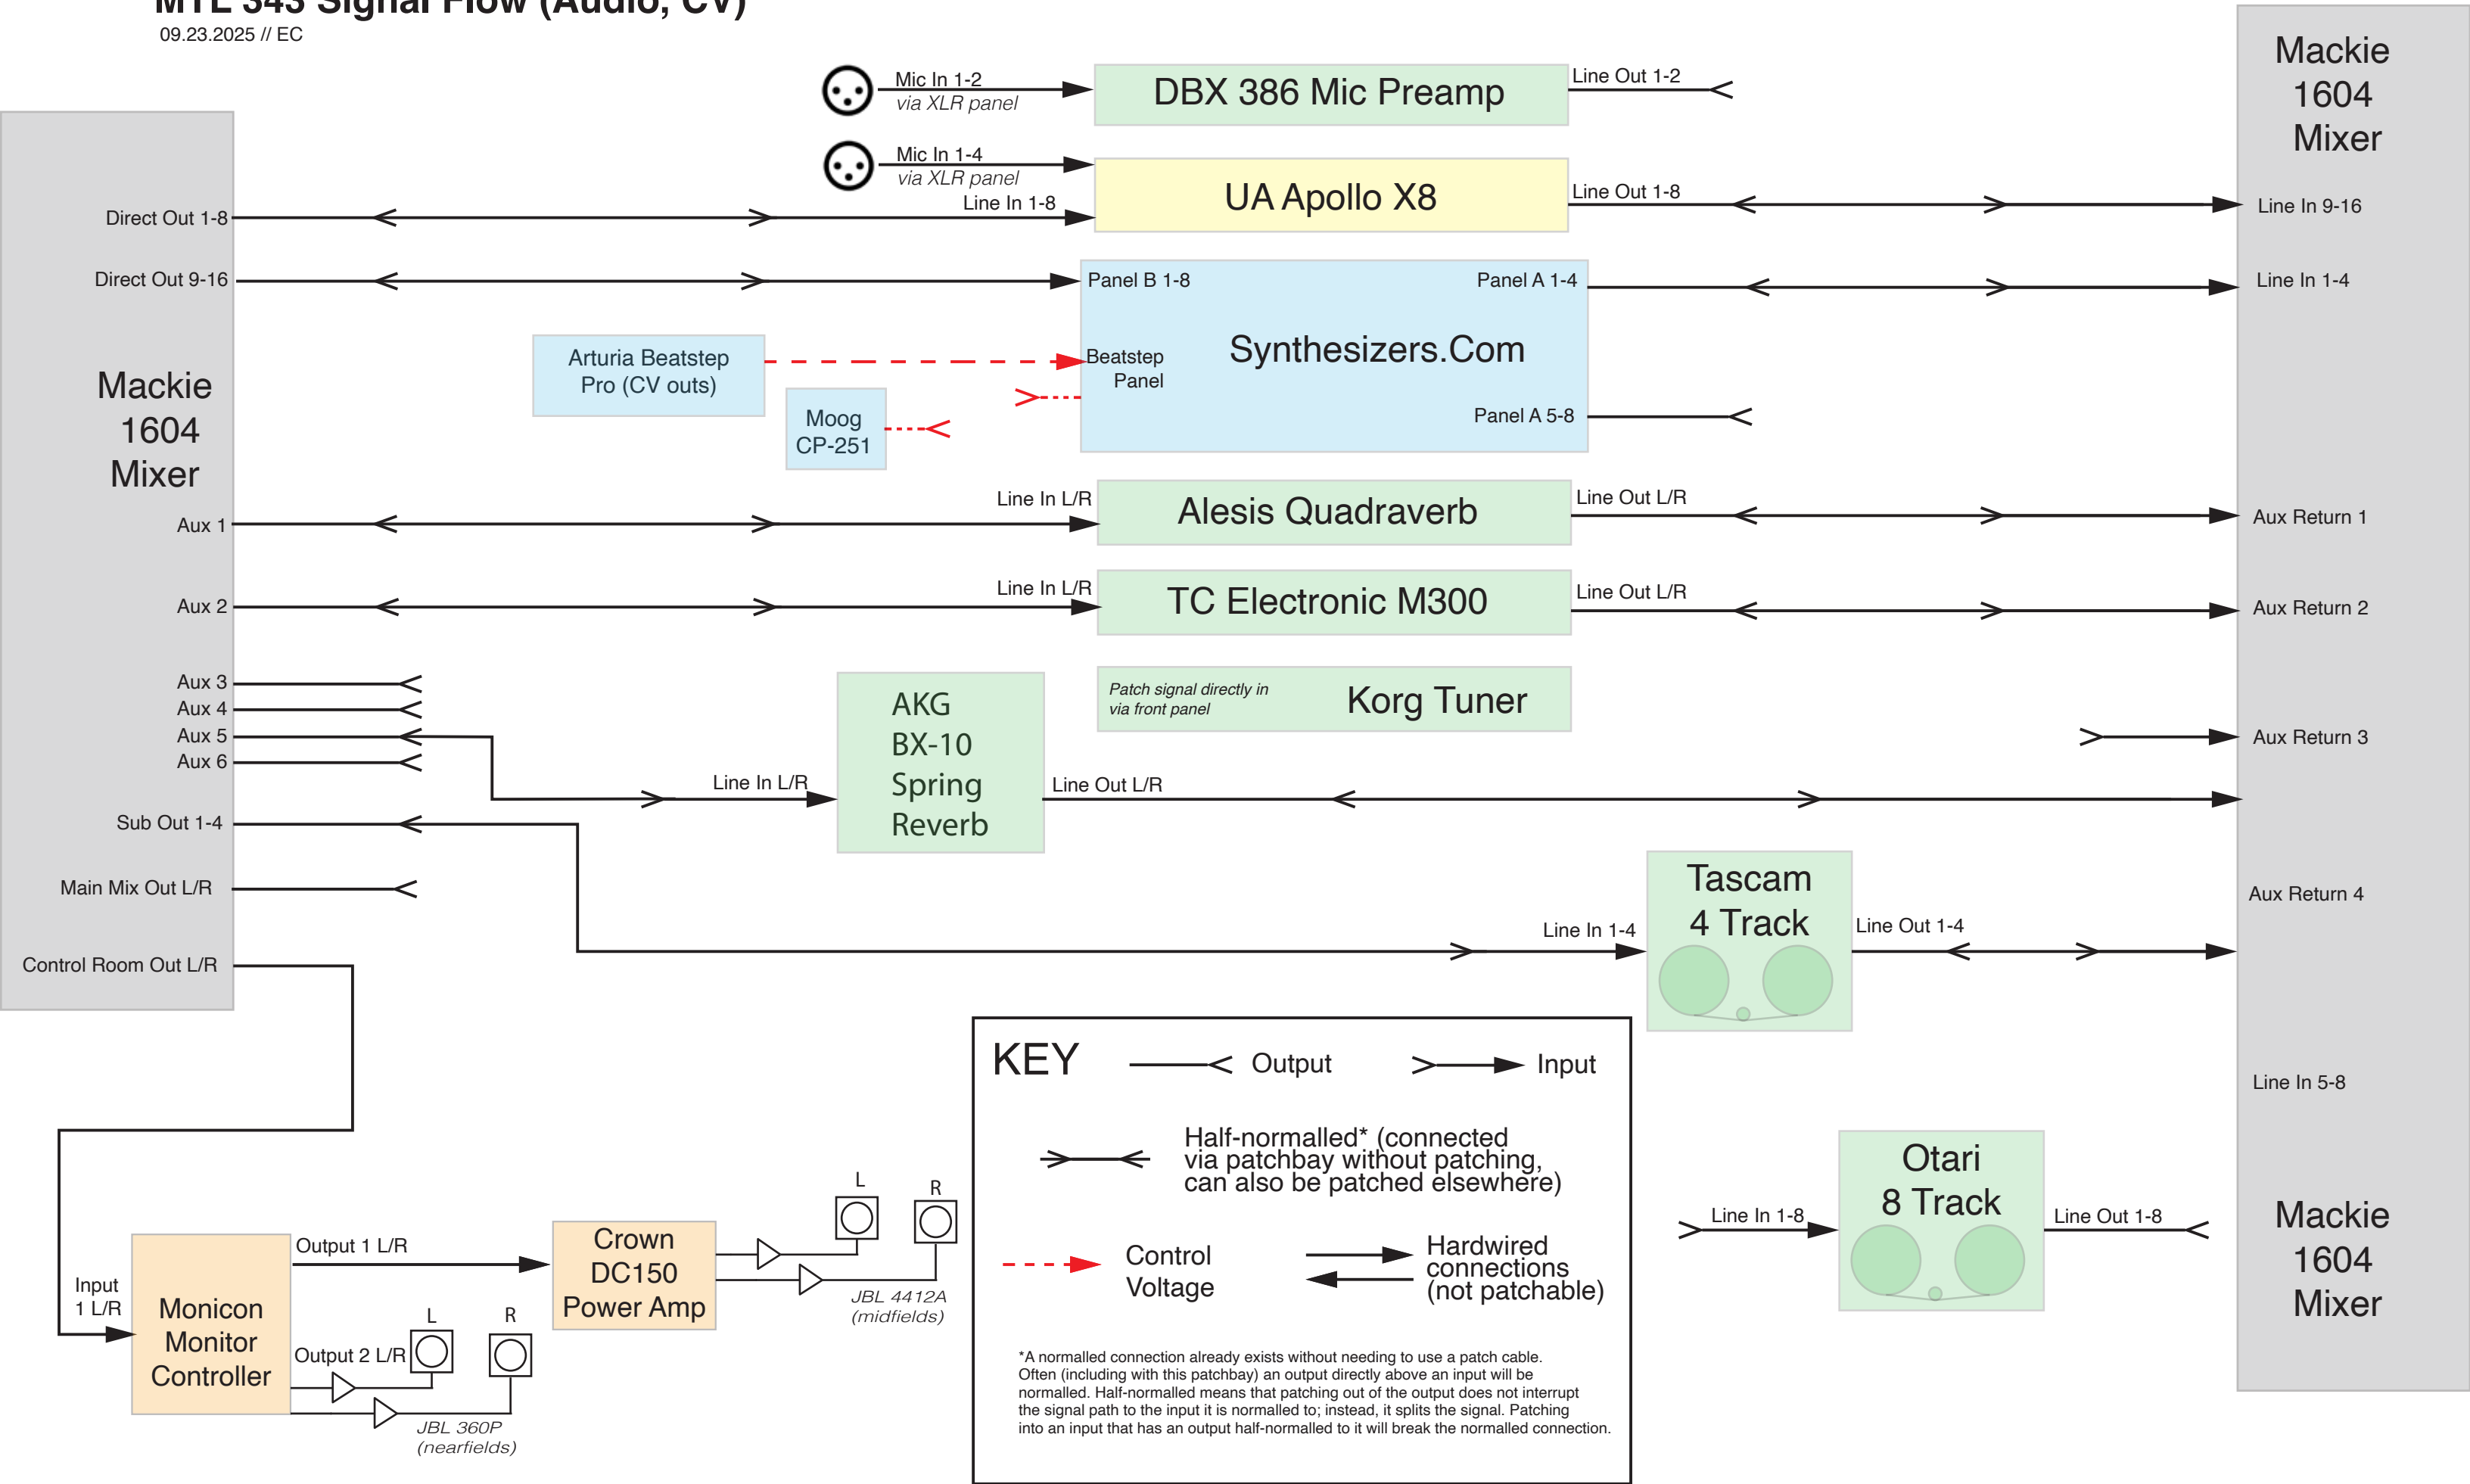 MTL 343 Signal Flow (Audio, CV)
09.23.2025 // EC
Mic In 1-2
via XLR panel
DBX 386 Mic Preamp
Line Out 1-2
Mic In 1-4
via XLR panel
Line In 1-8
UA Apollo X8
Line Out 1-8
Mackie
1604
Mixer
Line In 9-16
Line In 1-4
Aux Return 1
Aux Return 2
Aux Return 3
Aux Return 4
Line In 5-8
Mackie
1604
Mixer
Direct Out 1-8
Direct Out 9-16
Mackie
1604
Mixer
Aux 1
Aux 2
Aux 3
Aux 4
Aux 5
Aux 6
Sub Out 1-4
Main Mix Out L/R
Control Room Out L/R
Panel B 1-8
Panel A 1-4
Synthesizers.Com
Beatstep
Panel
Panel A 5-8
Arturia Beatstep
Pro (CV outs)
Moog
CP-251
Line In L/R
Alesis Quadraverb
Line Out L/R
Line In L/R
TC Electronic M300
Line Out L/R
Patch signal directly in
via front panel
Korg Tuner
Line In L/R
AKG
BX-10
Spring
Reverb
Line Out L/R
Line In 1-4
Tascam
4 Track
Line Out 1-4
Line In 1-8
Otari
8 Track
Line Out 1-8
Input
1 L/R
Monicon
Monitor
Controller
Output 1 L/R
Output 2 L/R
L
R
JBL 360P
(nearfields)
Crown
DC150
Power Amp
L
R
JBL 4412A
(midfields)
KEY
Output
Input
Half-normalled* (connected
via patchbay without patching,
can also be patched elsewhere)
Control
Voltage
Hardwired
connections
(not patchable)
*A normalled connection already exists without needing to use a patch cable.
Often (including with this patchbay) an output directly above an input will be
normalled. Half-normalled means that patching out of the output does not interrupt
the signal path to the input it is normalled to; instead, it splits the signal. Patching
into an input that has an output half-normalled to it will break the normalled connection.